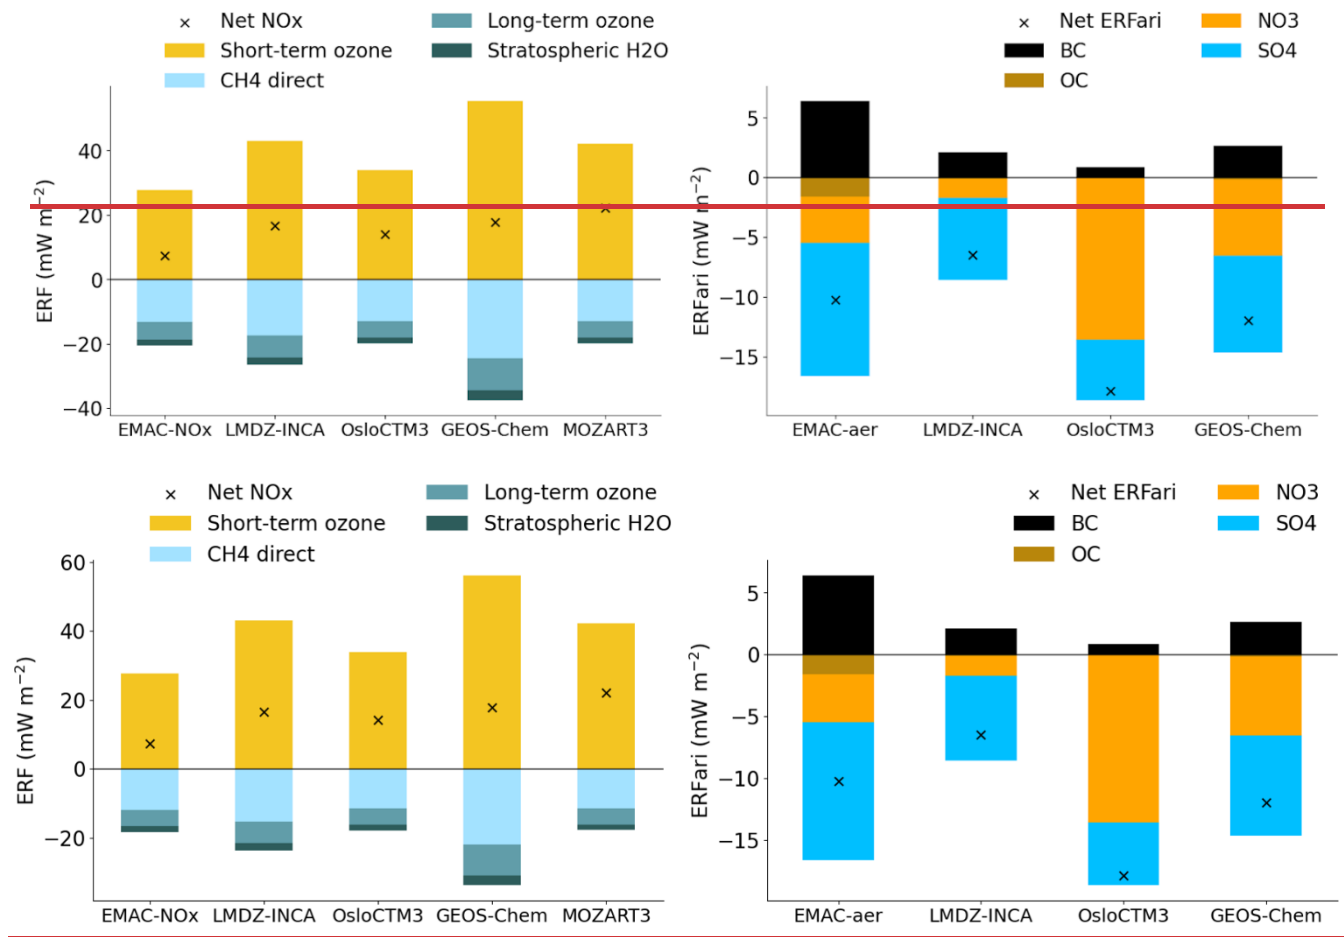 Net NOx
Short-term ozone
CH4 direct
Long-term ozone
Stratospheric H2O
ERF (mW m−2)
40
20
0
−20
−40
EMAC-NOx LMDZ-INCA OsloCTM3 GEOS-Chem MOZART3
Net ERFari
BC
OC
NO3
SO4
ERFari (mW m−2)
5
0
−5
−10
−15
EMAC-aer LMDZ-INCA OsloCTM3 GEOS-Chem
Net NOx
Short-term ozone
CH4 direct
Long-term ozone
Stratospheric H2O
ERF (mW m−2)
60
40
20
0
−20
EMAC-NOx LMDZ-INCA OsloCTM3 GEOS-Chem MOZART3
Net ERFari
BC
OC
NO3
SO4
ERFari (mW m−2)
5
0
−5
−10
−15
EMAC-aer LMDZ-INCA OsloCTM3 GEOS-Chem